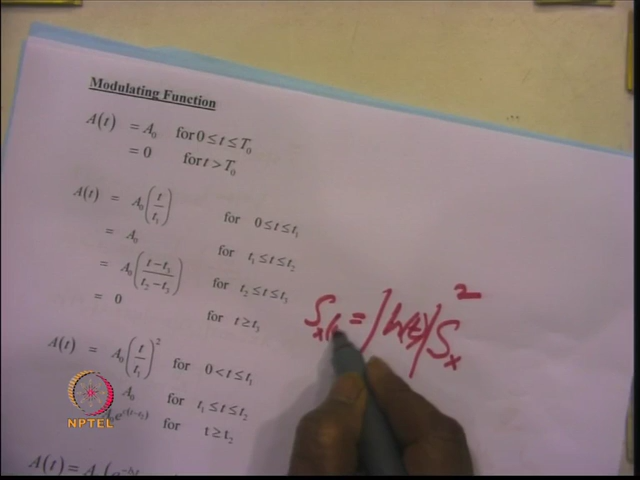 Modulating Function
A(t) = A₀ for 0 ≤ t ≤ T₀
= 0 for t > T₀
A(t) = A₀(t/t₁) for 0 ≤ t ≤ t₁
= A₀ for t₁ ≤ t ≤ t₂
= A₀((t−t₃)/(t₂−t₃)) for t₂ ≤ t ≤ t₃
= 0 for t ≥ t₃
A(t) = A₀(t/t₁)² for 0 < t ≤ t₁
A₀ for t₁ ≤ t ≤ t₂
for t ≥ t₂
A(t) = A
Sₓ = |h(t)|² Sₓ
NPTEL